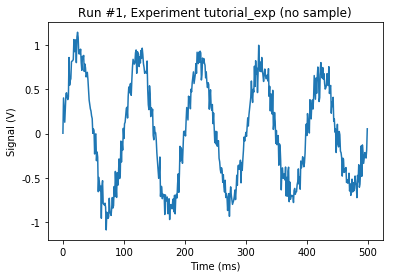 Run #1, Experiment tutorial_exp (no sample)
Signal (V)
1
0.5
0
-0.5
-1
0 100 200 300 400 500
Time (ms)